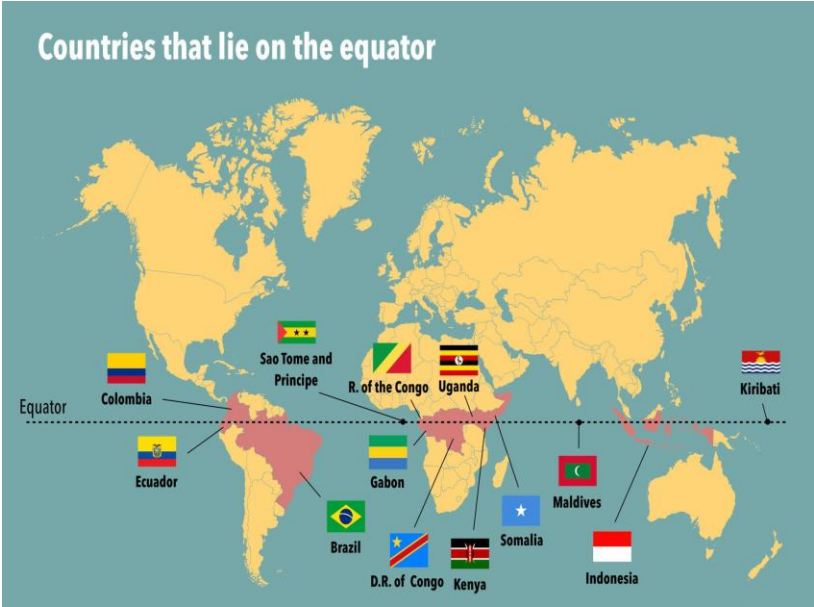 Countries that lie on the equator
Sao Tome and
Principe
R. of the Congo
Uganda
Kiribati
Colombia
Equator
Ecuador
Gabon
Maldives
Brazil
Somalia
D.R. of Congo
Kenya
Indonesia